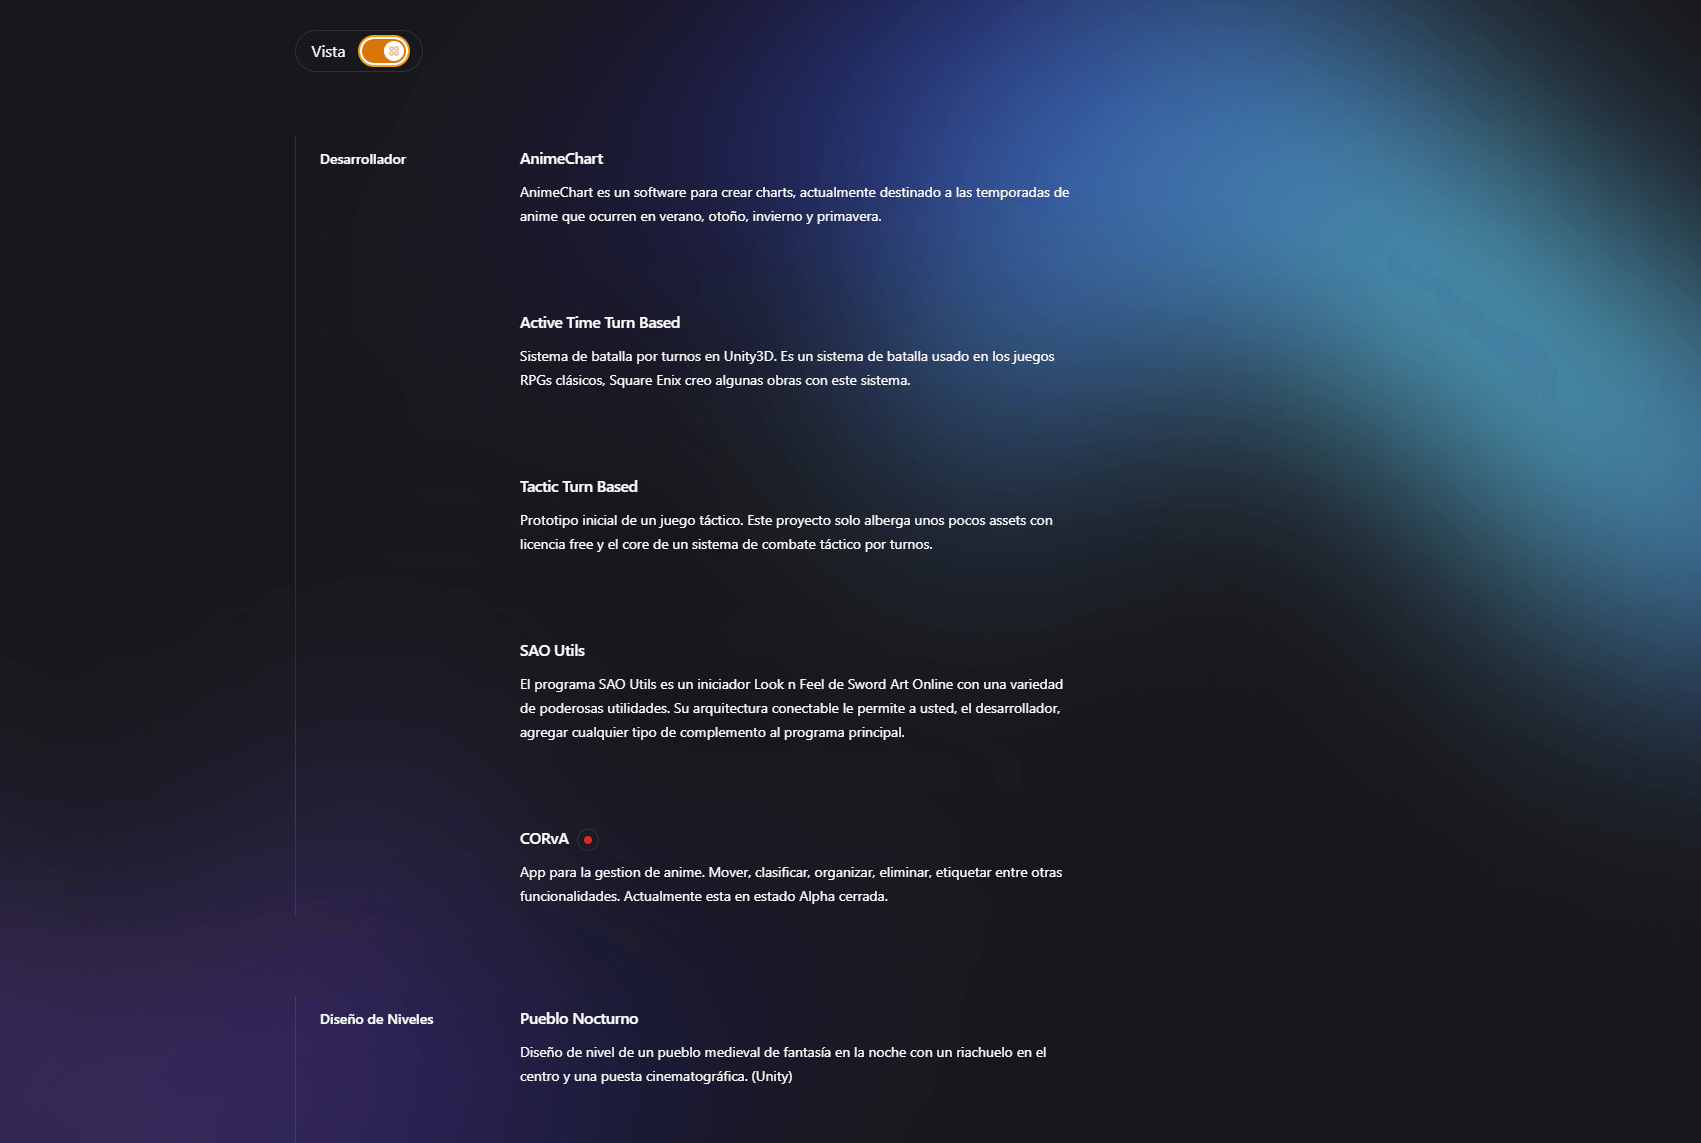 Vista
Desarrollador
AnimeChart
AnimeChart es un software para crear charts, actualmente destinado a las temporadas de
anime que ocurren en verano, otoño, invierno y primavera.
Active Time Turn Based
Sistema de batalla por turnos en Unity3D. Es un sistema de batalla usado en los juegos
RPGs clásicos, Square Enix creo algunas obras con este sistema.
Tactic Turn Based
Prototipo inicial de un juego táctico. Este proyecto solo alberga unos pocos assets con
licencia free y el core de un sistema de combate táctico por turnos.
SAO Utils
El programa SAO Utils es un iniciador Look n Feel de Sword Art Online con una variedad
de poderosas utilidades. Su arquitectura conectable le permite a usted, el desarrollador,
agregar cualquier tipo de complemento al programa principal.
CORvA
App para la gestion de anime. Mover, clasificar, organizar, eliminar, etiquetar entre otras
funcionalidades. Actualmente esta en estado Alpha cerrada.
Diseño de Niveles
Pueblo Nocturno
Diseño de nivel de un pueblo medieval de fantasía en la noche con un riachuelo en el
centro y una puesta cinematográfica. (Unity)